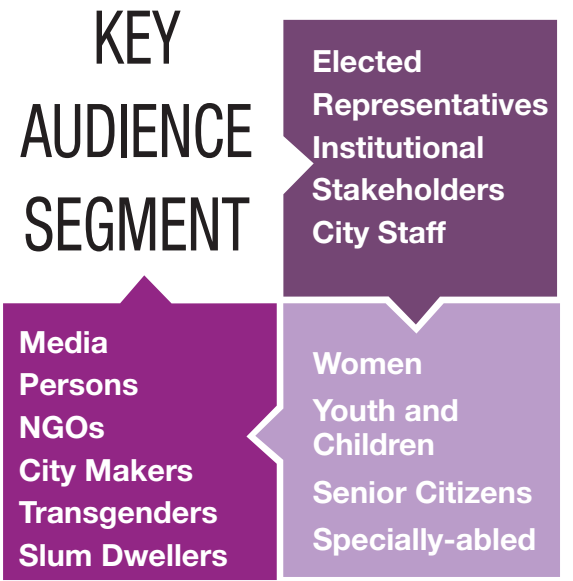 KEY
AUDIENCE
SEGMENT
Elected
Representatives
Institutional
Stakeholders
City Staff
Women
Youth and
Children
Senior Citizens
Specially-abled
Media
Persons
NGOs
City Makers
Transgenders
Slum Dwellers